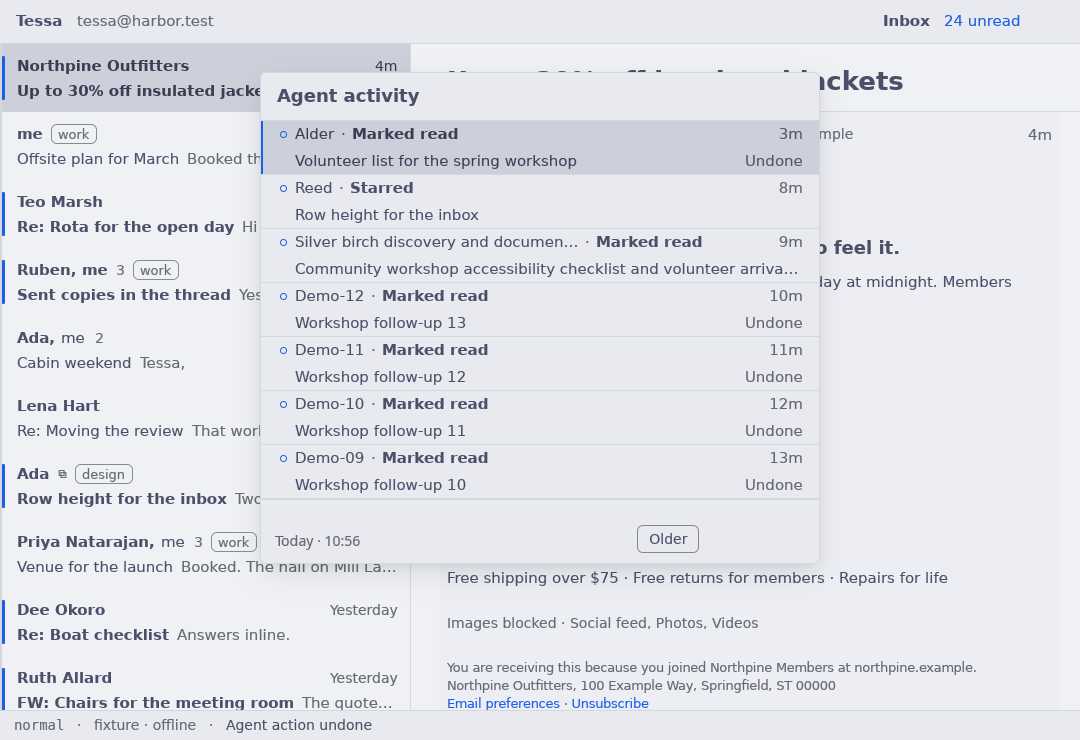 Tessa tessa@harbor.test Inbox 24 unread
Northpine Outfitters 4m
Up to 30% off insulated jacke
me work
Offsite plan for March Booked th
Teo Marsh
Re: Rota for the open day Hi
Ruben, me 3 work
Sent copies in the thread Yes
Ada, me 2
Cabin weekend Tessa,
Lena Hart
Re: Moving the review That worl
Ada design
Row height for the inbox Two
Priya Natarajan, me 3 work
Venue for the launch Booked. The hall on Mill La…
Dee Okoro Yesterday
Re: Boat checklist Answers inline.
Ruth Allard Yesterday
FW: Chairs for the meeting room The quote…
Agent activity
Alder · Marked read 3m
Volunteer list for the spring workshop Undone
Reed · Starred 8m
Row height for the inbox
Silver birch discovery and documen… · Marked read 9m
Community workshop accessibility checklist and volunteer arriva…
Demo-12 · Marked read 10m
Workshop follow-up 13 Undone
Demo-11 · Marked read 11m
Workshop follow-up 12 Undone
Demo-10 · Marked read 12m
Workshop follow-up 11 Undone
Demo-09 · Marked read 13m
Workshop follow-up 10 Undone
Today · 10:56 Older
ackets
mple 4m
o feel it.
day at midnight. Members
Free shipping over $75 · Free returns for members · Repairs for life
Images blocked · Social feed, Photos, Videos
You are receiving this because you joined Northpine Members at northpine.example.
Northpine Outfitters, 100 Example Way, Springfield, ST 00000
Email preferences · Unsubscribe
normal · fixture · offline · Agent action undone